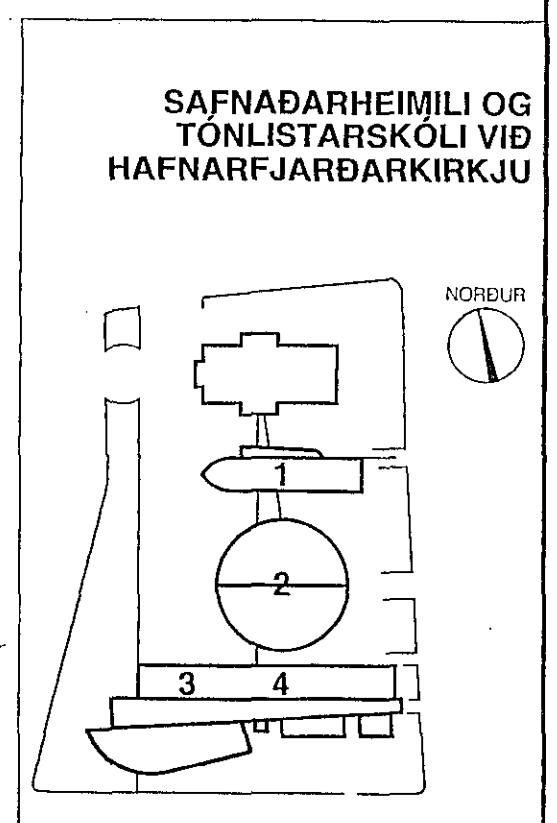 SAFNAÐARHEIMILI OG
TÓNLISTARSKÓLI VIÐ
HAFNARFJARÐARKIRKJU
NORÐUR
1
2
3 4